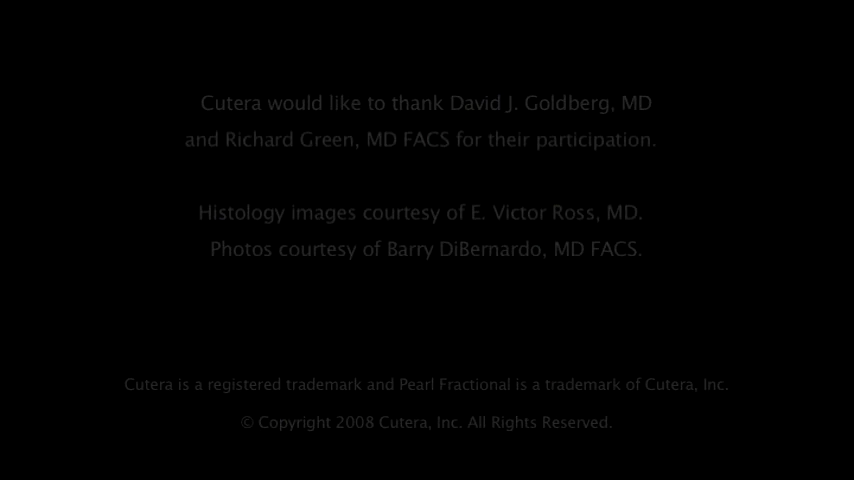 Cutera would like to thank David J. Goldberg, MD
and Richard Green, MD FACS for their participation.
Histology images courtesy of E. Victor Ross, MD.
Photos courtesy of Barry DiBernardo, MD FACS.
Cutera is a registered trademark and Pearl Fractional is a trademark of Cutera, Inc.
© Copyright 2008 Cutera, Inc. All Rights Reserved.